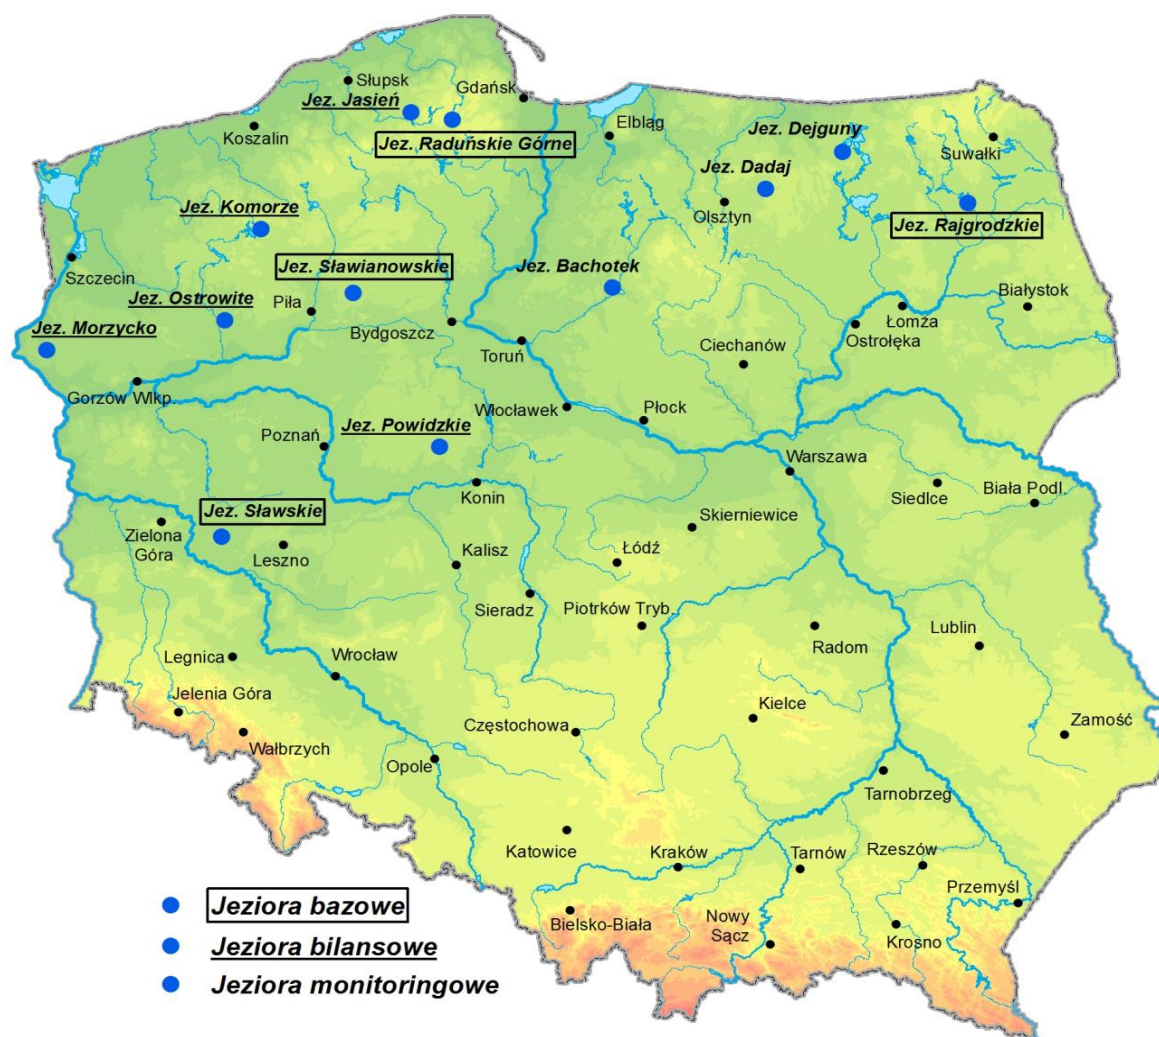 Słupsk
Jez. Jasień
Gdańsk
Koszalin
Jez. Raduńskie Górne
Elbląg
Jez. Dejguny
Suwałki
Jez. Dadaj
Olsztyn
Jez. Rajgrodzkie
Jez. Komorze
Szczecin
Jez. Sławianowskie
Jez. Bachotek
Jez. Ostrowite
Piła
Białystok
Jez. Morzycko
Bydgoszcz
Toruń
Łomża
Ostrołęka
Ciechanów
Gorzów Wlkp.
Włocławek
Płock
Jez. Powidzkie
Poznań
Warszawa
Konin
Siedlce
Biała Podl.
Jez. Sławskie
Skierniewice
Zielona
Góra
Leszno
Kalisz
Łódź
Sieradz
Piotrków Tryb.
Radom
Lublin
Legnica
Wrocław
Jelenia Góra
Kielce
Częstochowa
Zamość
Wałbrzych
Opole
Tarnobrzeg
Katowice
Kraków
Tarnów
Rzeszów
Przemyśl
Bielsko-Biała
Nowy
Sącz
Krosno
Jeziora bazowe
Jeziora bilansowe
Jeziora monitoringowe